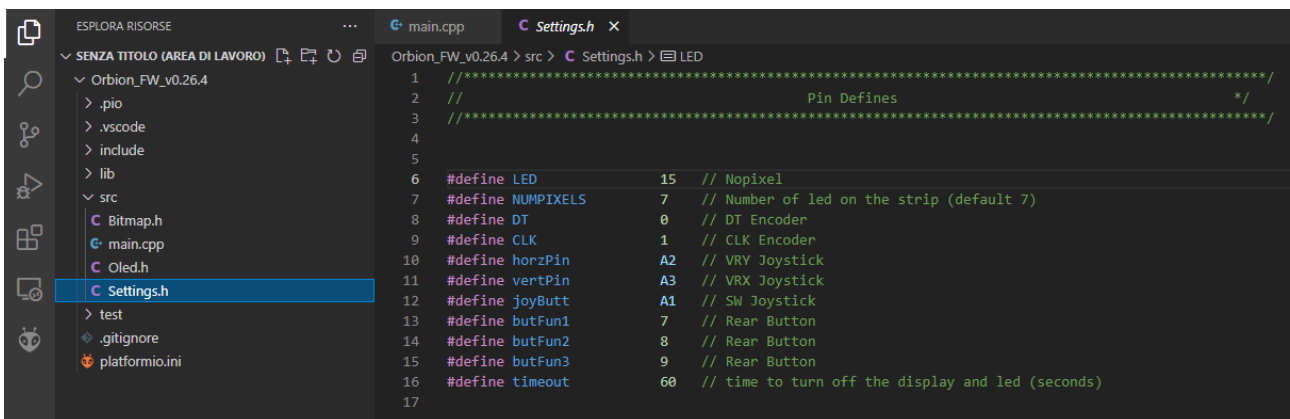 ESPLORA RISORSE ...
SENZA TITOLO (AREA DI LAVORO)
Orbion_FW_v0.26.4
.pio
.vscode
include
lib
src
Bitmap.h
main.cpp
Oled.h
Settings.h
test
.gitignore
platformio.ini
main.cpp Settings.h
Orbion_FW_v0.26.4 > src > C Settings.h > LED
1 //**************************************************************************************************/
2 // Pin Defines */
3 //**************************************************************************************************/
4
5
6 #define LED 15 // Nopixel
7 #define NUMPIXELS 7 // Number of led on the strip (default 7)
8 #define DT 0 // DT Encoder
9 #define CLK 1 // CLK Encoder
10 #define horzPin A2 // VRY Joystick
11 #define vertPin A3 // VRX Joystick
12 #define joyButt A1 // SW Joystick
13 #define butFun1 7 // Rear Button
14 #define butFun2 8 // Rear Button
15 #define butFun3 9 // Rear Button
16 #define timeout 60 // time to turn off the display and led (seconds)
17